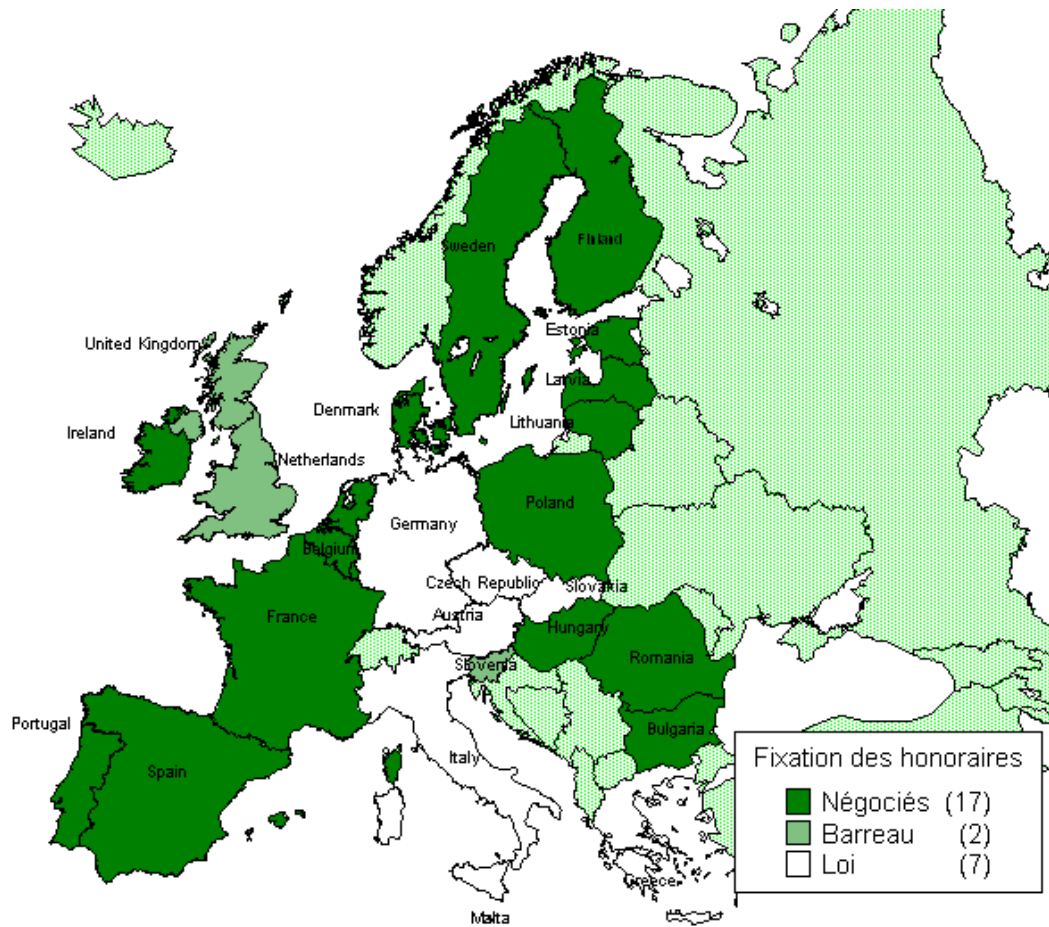 Sweden
Finland
United Kingdom
Estonia
Latvia
Denmark
Lithuania
Ireland
Netherlands
Poland
Germany
Belgium
Czech Republic
Slovakia
France
Austria
Hungary
Slovenia
Romania
Portugal
Bulgaria
Italy
Spain
Fixation des honoraires
Négociés (17)
Barreau (2)
Loi (7)
Greece
Malta